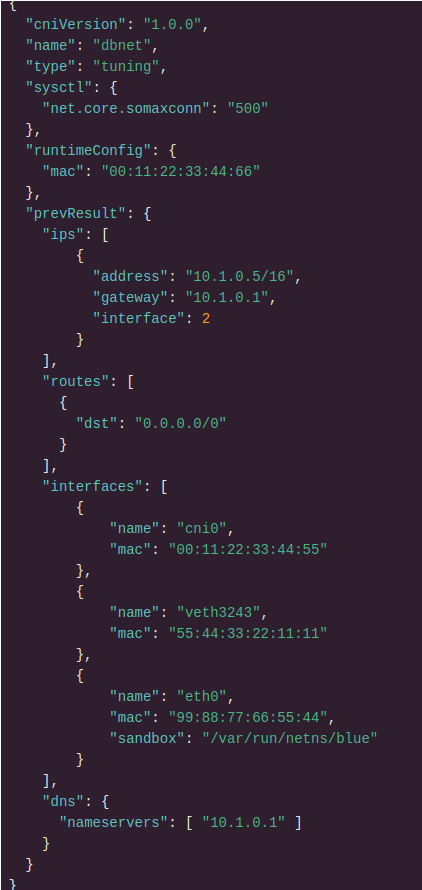 {
  "cniVersion": "1.0.0",
  "name": "dbnet",
  "type": "tuning",
  "sysctl": {
    "net.core.somaxconn": "500"
  },
  "runtimeConfig": {
    "mac": "00:11:22:33:44:66"
  },
  "prevResult": {
    "ips": [
        {
          "address": "10.1.0.5/16",
          "gateway": "10.1.0.1",
          "interface": 2
        }
    ],
    "routes": [
      {
        "dst": "0.0.0.0/0"
      }
    ],
    "interfaces": [
        {
            "name": "cni0",
            "mac": "00:11:22:33:44:55"
        },
        {
            "name": "veth3243",
            "mac": "55:44:33:22:11:11"
        },
        {
            "name": "eth0",
            "mac": "99:88:77:66:55:44",
            "sandbox": "/var/run/netns/blue"
        }
    ],
    "dns": {
      "nameservers": [ "10.1.0.1" ]
    }
  }
}